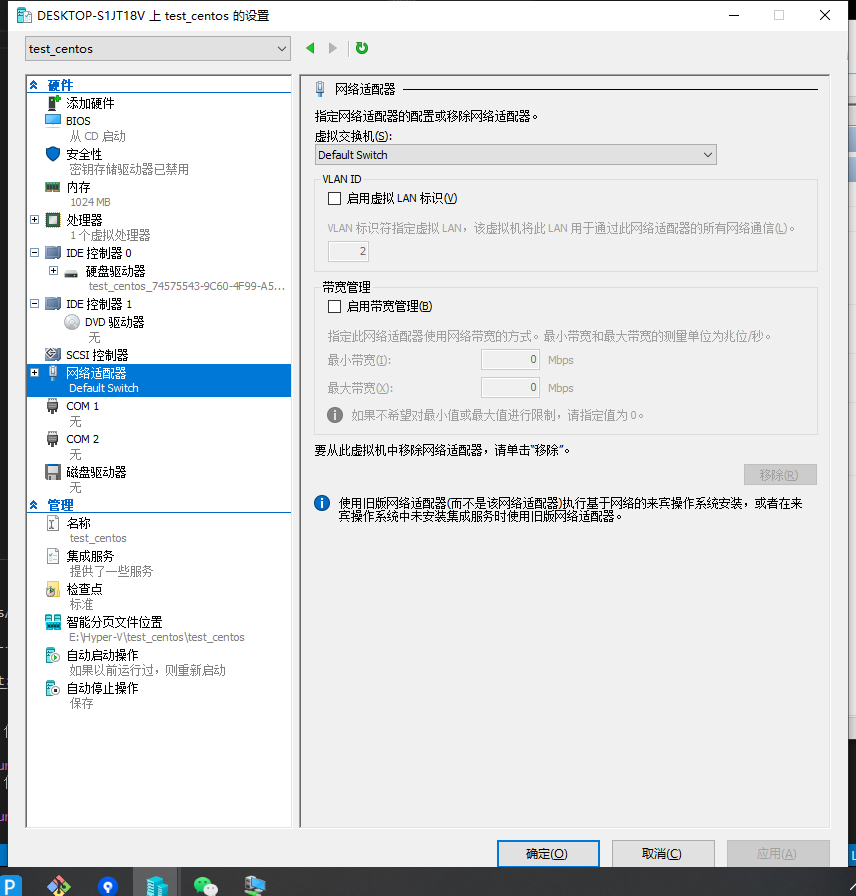 DESKTOP-S1JT18V 上 test_centos 的设置
test_centos
硬件
添加硬件
BIOS
从 CD 启动
安全性
密钥存储驱动器已禁用
内存
1024 MB
处理器
1 个虚拟处理器
IDE 控制器 0
硬盘驱动器
test_centos_74575543-9C60-4F99-A5...
IDE 控制器 1
DVD 驱动器
无
SCSI 控制器
网络适配器
Default Switch
COM 1
无
COM 2
无
磁盘驱动器
无
管理
名称
test_centos
集成服务
提供了一些服务
检查点
标准
智能分页文件位置
E:\Hyper-V\test_centos\test_centos
自动启动操作
如果以前运行过，则重新启动
自动停止操作
保存
网络适配器
指定网络适配器的配置或移除网络适配器。
虚拟交换机(S):
Default Switch
VLAN ID
启用虚拟 LAN 标识(V)
VLAN 标识符指定虚拟 LAN，该虚拟机将此 LAN 用于通过此网络适配器的所有网络通信(L)。
2
带宽管理
启用带宽管理(B)
指定此网络适配器使用网络带宽的方式。最小带宽和最大带宽的测量单位为兆位/秒。
最小带宽(I): 0 Mbps
最大带宽(X): 0 Mbps
如果不希望对最小值或最大值进行限制，请指定值为 0。
要从此虚拟机中移除网络适配器，请单击"移除"。
移除(R)
使用旧版网络适配器(而不是该网络适配器)执行基于网络的来宾操作系统安装，或者在来
宾操作系统中未安装集成服务时使用旧版网络适配器。
确定(O) 取消(C) 应用(A)